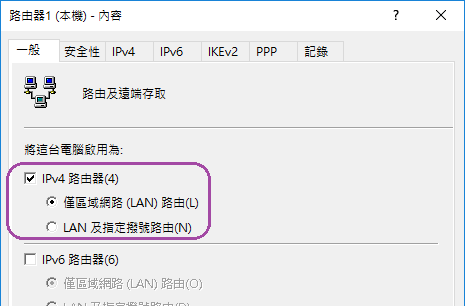 路由器1 (本機) - 內容
一般 安全性 IPv4 IPv6 IKEv2 PPP 記錄
路由及遠端存取
將這台電腦啟用為:
IPv4 路由器(4)
僅區域網路 (LAN) 路由(L)
LAN 及指定撥號路由(N)
IPv6 路由器(6)
僅區域網路 (LAN) 路由(O)